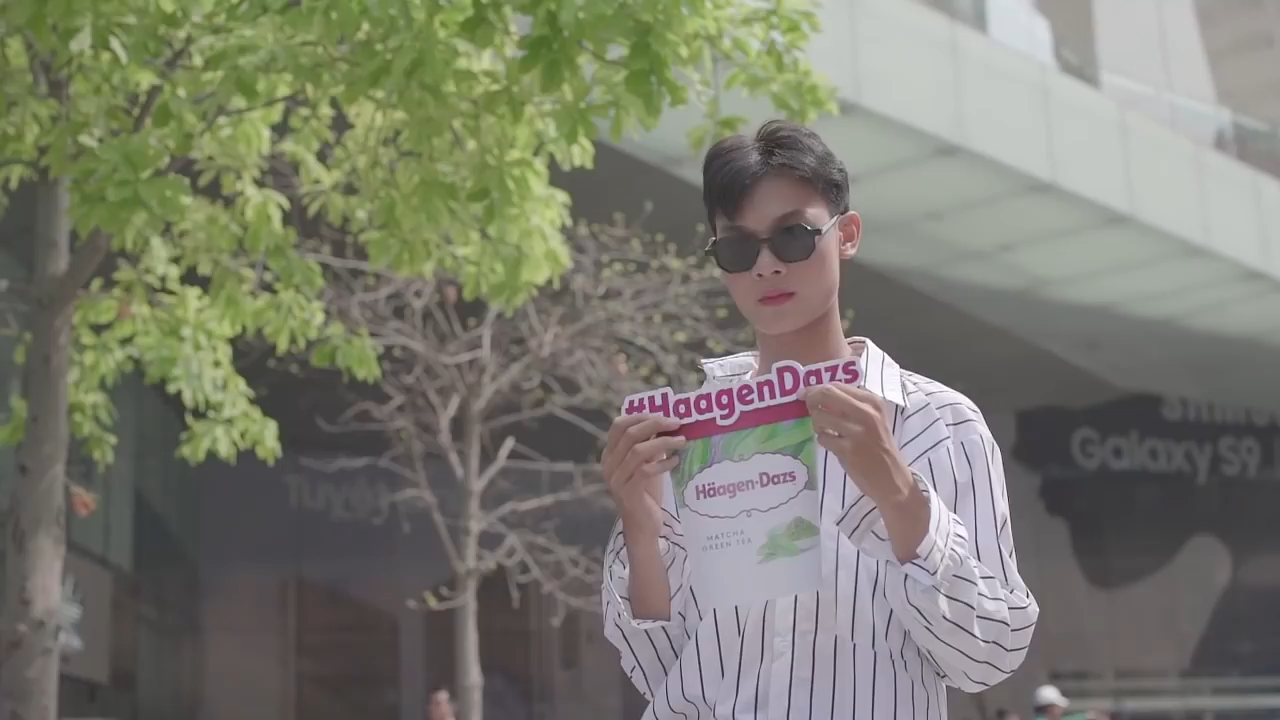 #HaagenDazs
Häagen-Dazs
MATCHA
GREEN TEA
Galaxy S9